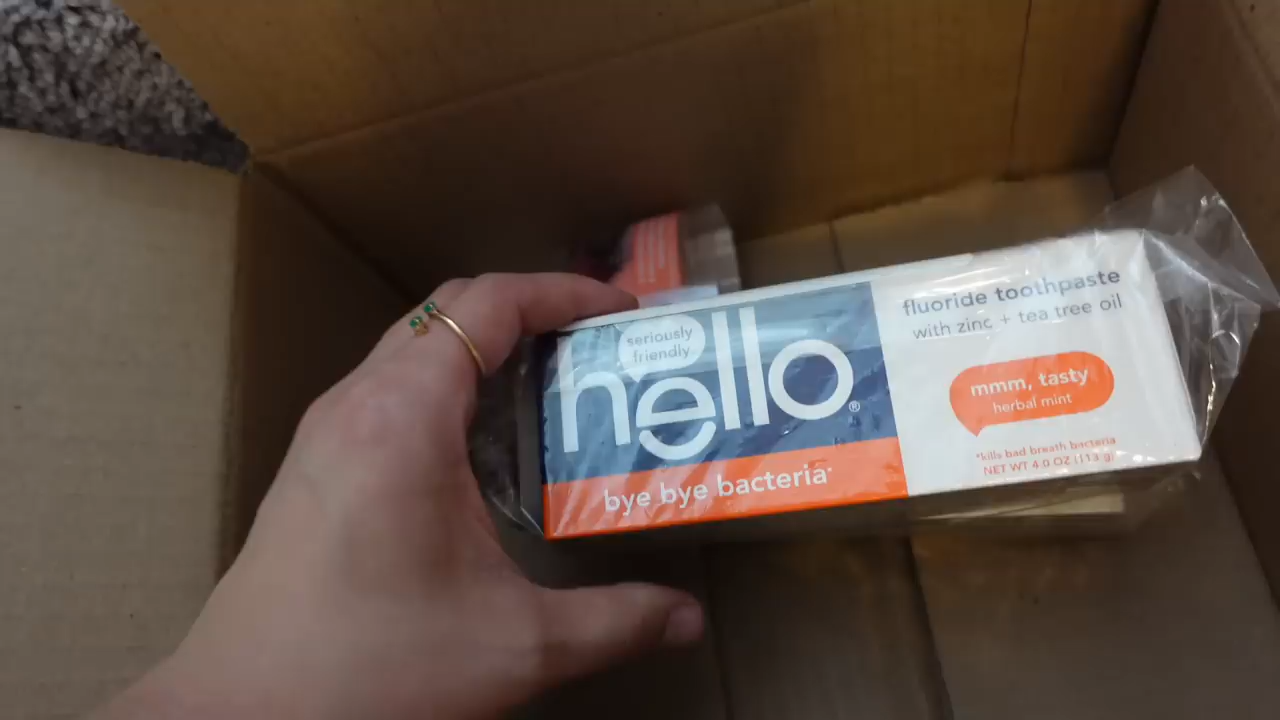 seriously
friendly.
hello®
bye bye bacteria*
fluoride toothpaste
with zinc + tea tree oil
mmm, tasty
herbal mint
*kills bad breath bacteria
NET WT 4.0 OZ (113 g)